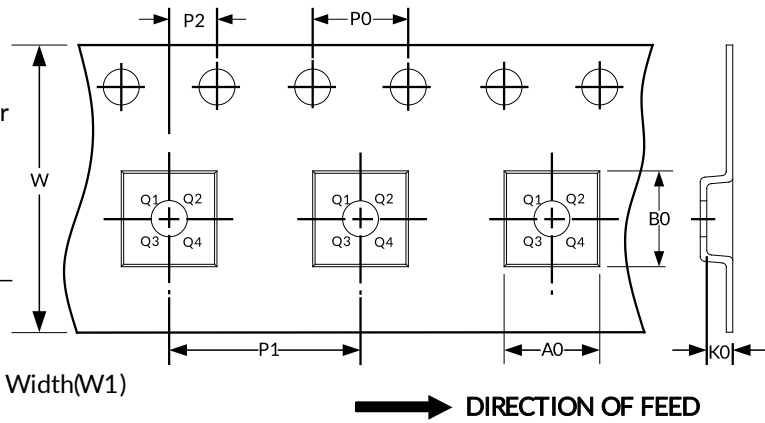 P2
P0
r
W
Q1 Q2
Q1 Q2
Q1 Q2
B0
Q3 Q4
Q3 Q4
Q3 Q4
P1
A0
K0
Width(W1)
DIRECTION OF FEED